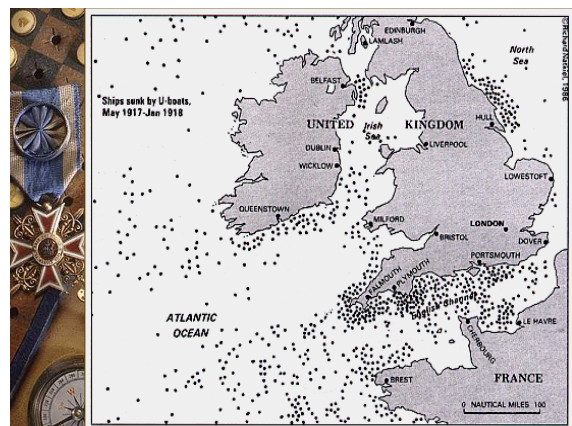 EDINBURGH
LAMLASH
North
Sea
©Richard Natkiel, 1986
BELFAST
Ships sunk by U-boats,
May 1917-Jan 1918
HULL
UNITED KINGDOM
Irish
Sea
DUBLIN
LIVERPOOL
WICKLOW
LOWESTOFT
QUEENSTOWN
MILFORD
LONDON
BRISTOL
DOVER
PORTSMOUTH
PLYMOUTH
FALMOUTH
English Channel
ATLANTIC
OCEAN
LE HAVRE
CHERBOURG
BREST
FRANCE
0 NAUTICAL MILES 100